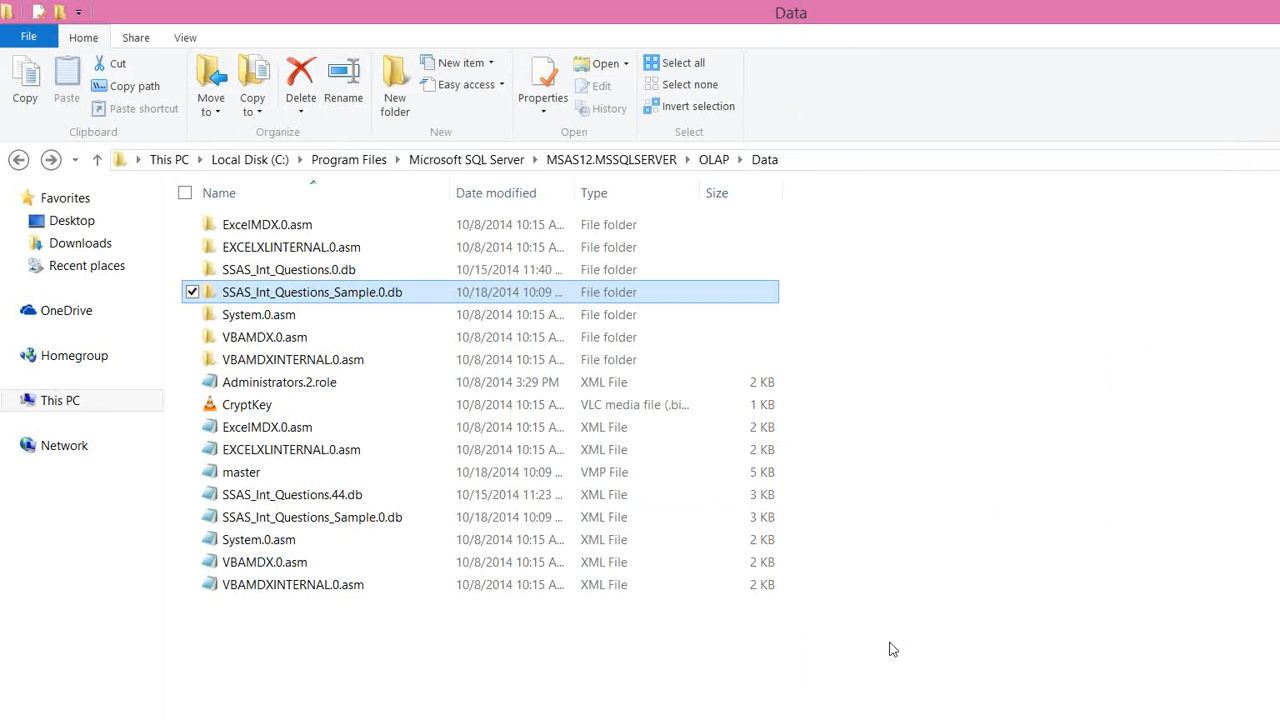 Data
File Home Share View
Copy Paste Cut Copy path Paste shortcut Move to Copy to Delete Rename New folder New item Easy access Properties Open Edit History Select all Select none Invert selection
Clipboard Organize New Open Select
This PC Local Disk (C:) Program Files Microsoft SQL Server MSAS12.MSSQLSERVER OLAP Data
Favorites
Desktop
Downloads
Recent places
OneDrive
Homegroup
This PC
Network
Name Date modified Type Size
ExcelMDX.0.asm 10/8/2014 10:15 A... File folder
EXCELXLINTERNAL.0.asm 10/8/2014 10:15 A... File folder
SSAS_Int_Questions.0.db 10/15/2014 11:40 ... File folder
SSAS_Int_Questions_Sample.0.db 10/18/2014 10:09 ... File folder
System.0.asm 10/8/2014 10:15 A... File folder
VBAMDX.0.asm 10/8/2014 10:15 A... File folder
VBAMDXINTERNAL.0.asm 10/8/2014 10:15 A... File folder
Administrators.2.role 10/8/2014 3:29 PM XML File 2 KB
CryptKey 10/8/2014 10:15 A... VLC media file (.bi... 1 KB
ExcelMDX.0.asm 10/8/2014 10:15 A... XML File 2 KB
EXCELXLINTERNAL.0.asm 10/8/2014 10:15 A... XML File 2 KB
master 10/18/2014 10:09 ... VMP File 5 KB
SSAS_Int_Questions.44.db 10/15/2014 11:23 ... XML File 3 KB
SSAS_Int_Questions_Sample.0.db 10/18/2014 10:09 ... XML File 3 KB
System.0.asm 10/8/2014 10:15 A... XML File 2 KB
VBAMDX.0.asm 10/8/2014 10:15 A... XML File 2 KB
VBAMDXINTERNAL.0.asm 10/8/2014 10:15 A... XML File 2 KB